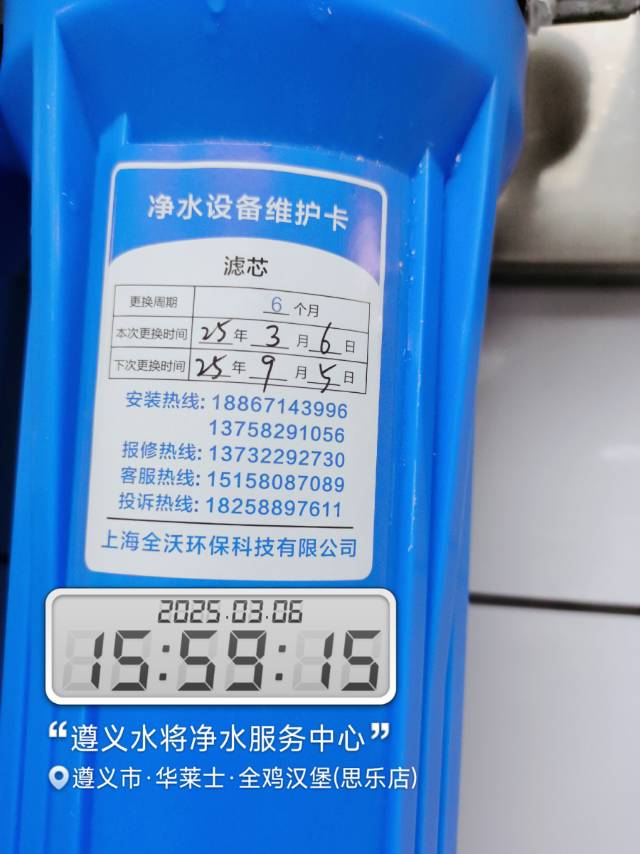 净水设备维护卡
滤芯
更换周期 6 个月
本次更换时间 25 年 3 月 6 日
下次更换时间 25 年 9 月 5 日
安装热线: 18867143996
13758291056
报修热线: 13732292730
客服热线: 15158087089
投诉热线: 18258897611
上海全沃环保科技有限公司
2025.03.06
15:59:15
“遵义水将净水服务中心”
遵义市·华莱士·全鸡汉堡(思乐店)